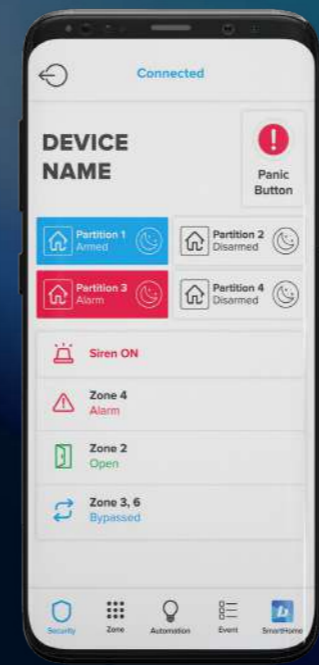 Connected
DEVICE
NAME
Panic
Button
Partition 1
Armed
Partition 2
Disarmed
Partition 3
Alarm
Partition 4
Disarmed
Siren ON
Zone 4
Alarm
Zone 2
Open
Zone 3, 6
Bypassed
Security
Zone
Automation
Event
SmartHome